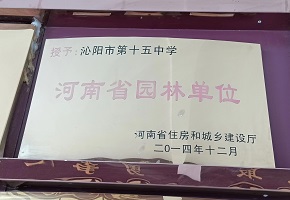 授予：沁阳市第十五中学
河南省园林单位
河南省住房和城乡建设厅
二〇一四年十二月